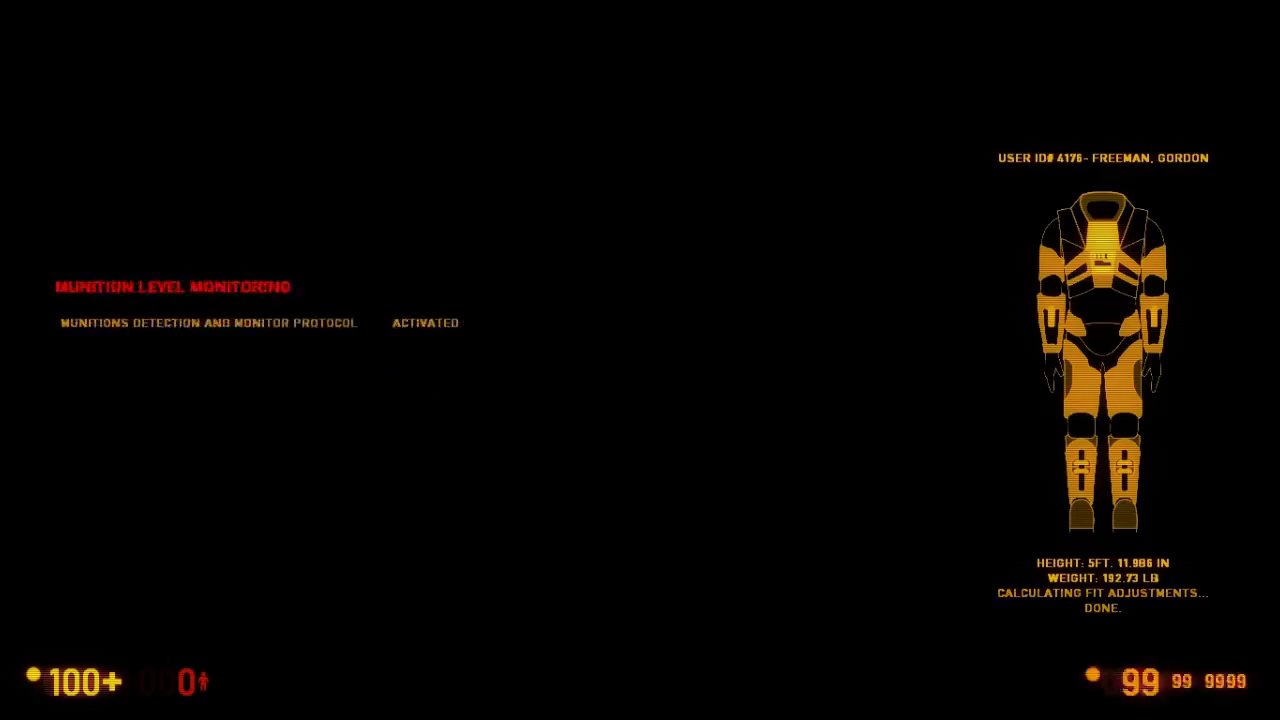 USER ID# 4176- FREEMAN, GORDON
MUNITION LEVEL MONITORING
MUNITIONS DETECTION AND MONITOR PROTOCOL ACTIVATED
HEIGHT: 5FT. 11.986 IN
WEIGHT: 192.73 LB
CALCULATING FIT ADJUSTMENTS...
DONE.
100+ 0
99 99 9999